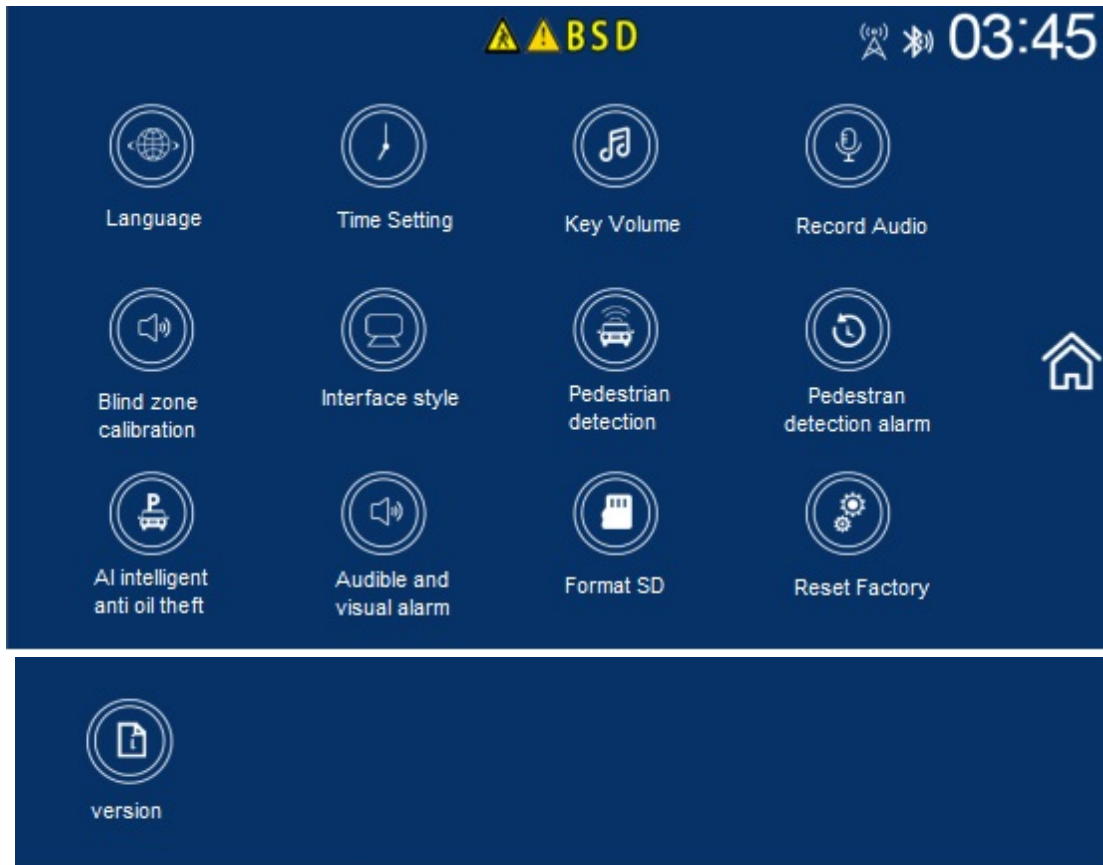 BSD
03:45
Language
Time Setting
Key Volume
Record Audio
Blind zone
calibration
Interface style
Pedestrian
detection
Pedestran
detection alarm
P
AI intelligent
anti oil theft
Audible and
visual alarm
Format SD
Reset Factory
i
version